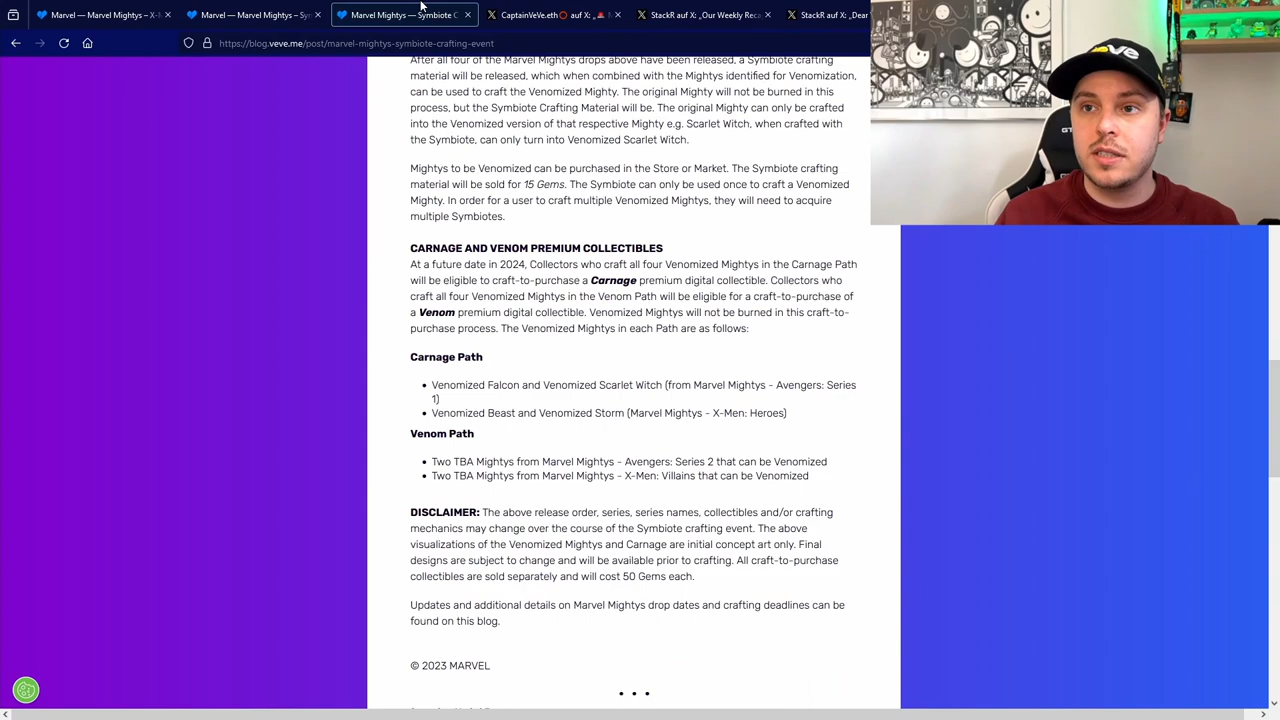 Marvel — Marvel Mightys – X-M
Marvel — Marvel Mightys – Sy
Marvel Mightys — Symbiote C
CaptainVeVe.eth⭕ auf X: „🚨 M
StackR auf X: „Our Weekly Reca
StackR auf X: „Dear
https://blog.veve.me/post/marvel-mightys-symbiote-crafting-event
After all four of the Marvel Mightys drops above have been released, a Symbiote crafting
material will be released, which when combined with the Mightys identified for Venomization,
can be used to craft the Venomized Mighty. The original Mighty will not be burned in this
process, but the Symbiote Crafting Material will be. The original Mighty can only be crafted
into the Venomized version of that respective Mighty e.g. Scarlet Witch, when crafted with
the Symbiote, can only turn into Venomized Scarlet Witch.
Mightys to be Venomized can be purchased in the Store or Market. The Symbiote crafting
material will be sold for 15 Gems. The Symbiote can only be used once to craft a Venomized
Mighty. In order for a user to craft multiple Venomized Mightys, they will need to acquire
multiple Symbiotes.
CARNAGE AND VENOM PREMIUM COLLECTIBLES
At a future date in 2024, Collectors who craft all four Venomized Mightys in the Carnage Path
will be eligible to craft-to-purchase a Carnage premium digital collectible. Collectors who
craft all four Venomized Mightys in the Venom Path will be eligible for a craft-to-purchase of
a Venom premium digital collectible. Venomized Mightys will not be burned in this craft-to-
purchase process. The Venomized Mightys in each Path are as follows:
Carnage Path
• Venomized Falcon and Venomized Scarlet Witch (from Marvel Mightys - Avengers: Series
1)
• Venomized Beast and Venomized Storm (Marvel Mightys - X-Men: Heroes)
Venom Path
• Two TBA Mightys from Marvel Mightys - Avengers: Series 2 that can be Venomized
• Two TBA Mightys from Marvel Mightys - X-Men: Villains that can be Venomized
DISCLAIMER: The above release order, series, series names, collectibles and/or crafting
mechanics may change over the course of the Symbiote crafting event. The above
visualizations of the Venomized Mightys and Carnage are initial concept art only. Final
designs are subject to change and will be available prior to crafting. All craft-to-purchase
collectibles are sold separately and will cost 50 Gems each.
Updates and additional details on Marvel Mightys drop dates and crafting deadlines can be
found on this blog.
© 2023 MARVEL
• • •